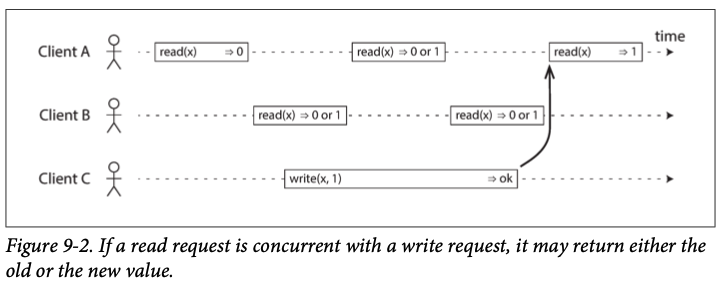 time
Client A read(x) ⇒ 0 read(x) ⇒ 0 or 1 read(x) ⇒ 1
Client B read(x) ⇒ 0 or 1 read(x) ⇒ 0 or 1
Client C write(x, 1) ⇒ ok
Figure 9-2. If a read request is concurrent with a write request, it may return either the
old or the new value.